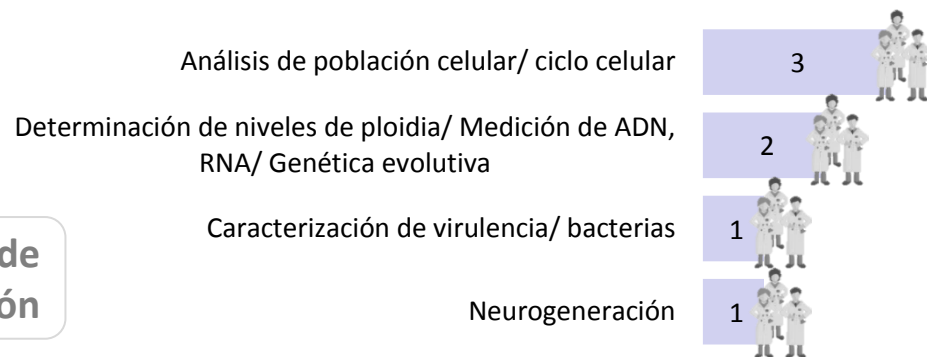 Análisis de población celular/ ciclo celular
3
Determinación de niveles de ploidia/ Medición de ADN,
RNA/ Genética evolutiva
2
Caracterización de virulencia/ bacterias
1
de
ón
Neurogeneración
1